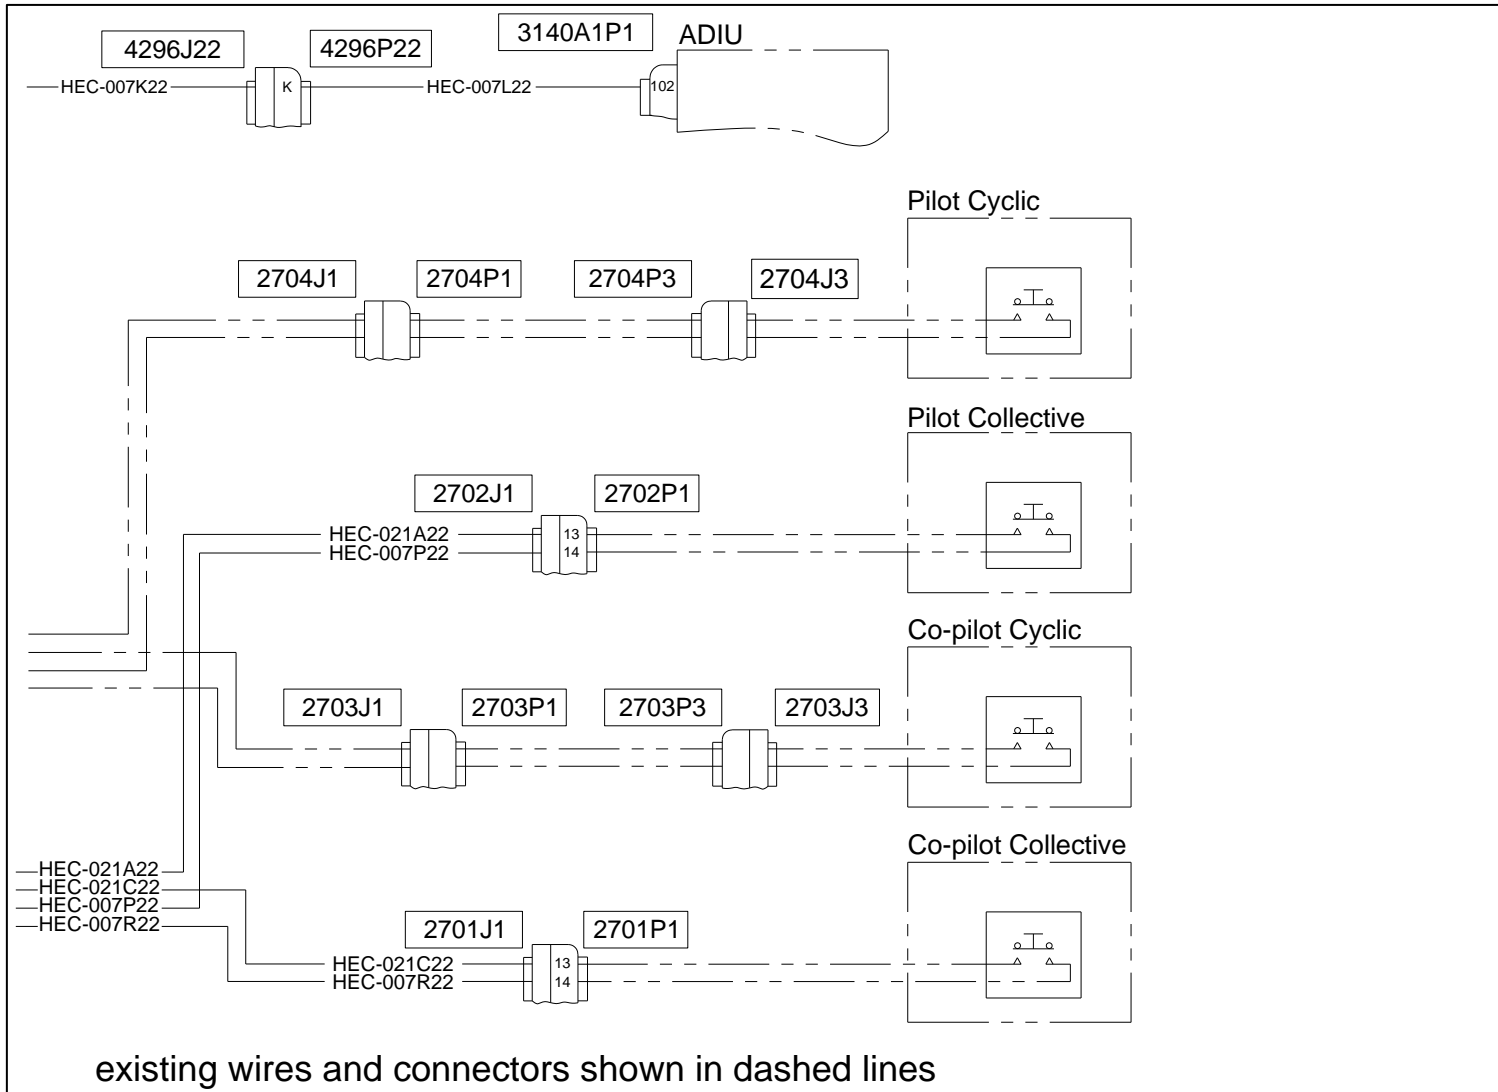 4296J22
4296P22
3140A1P1
ADIU
HEC-007K22
K
HEC-007L22
102
Pilot Cyclic
2704J1
2704P1
2704P3
2704J3
Pilot Collective
2702J1
2702P1
HEC-021A22
13
HEC-007P22
14
Co-pilot Cyclic
2703J1
2703P1
2703P3
2703J3
Co-pilot Collective
HEC-021A22
HEC-021C22
HEC-007P22
HEC-007R22
2701J1
2701P1
HEC-021C22
13
HEC-007R22
14
existing wires and connectors shown in dashed lines